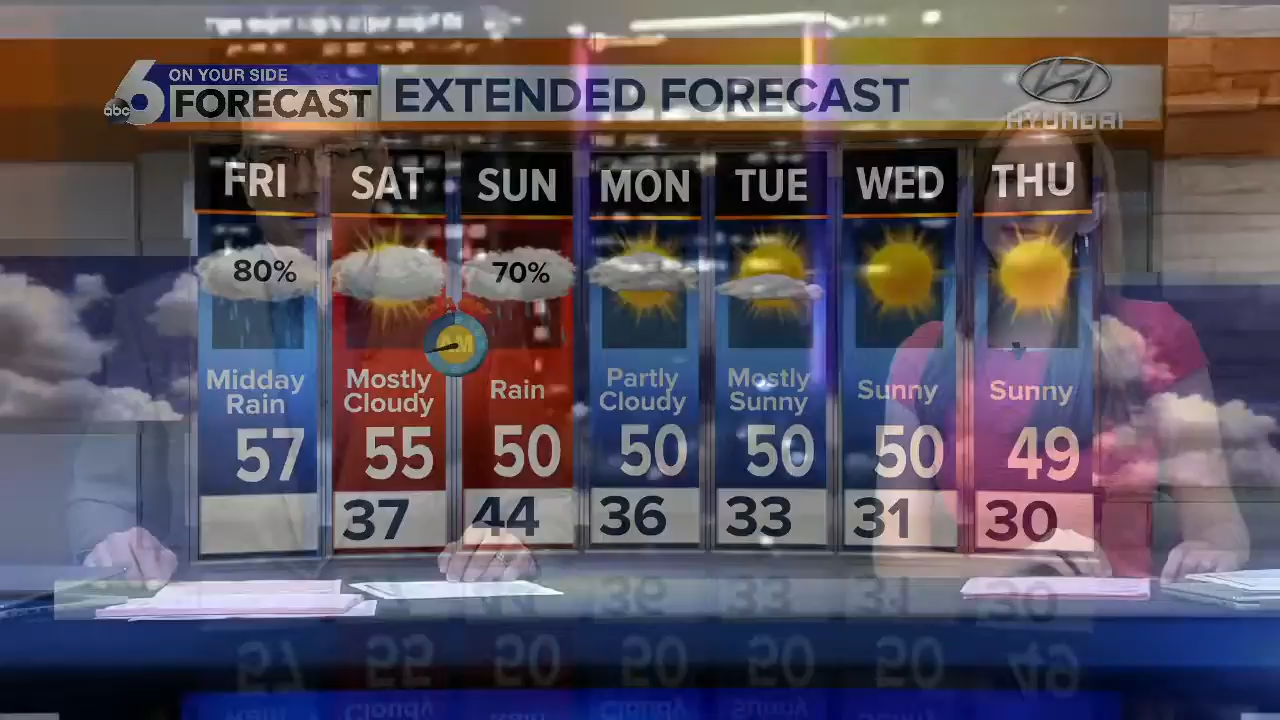 6
abc
ON YOUR SIDE
FORECAST
EXTENDED FORECAST
HYUNDAI
FRI SAT SUN MON TUE WED THU
80% 70%
AM
Midday Rain
Mostly Cloudy
Rain
Partly Cloudy
Mostly Sunny
Sunny
Sunny
57 55 50 50 50 50 49
37 44 36 33 31 30